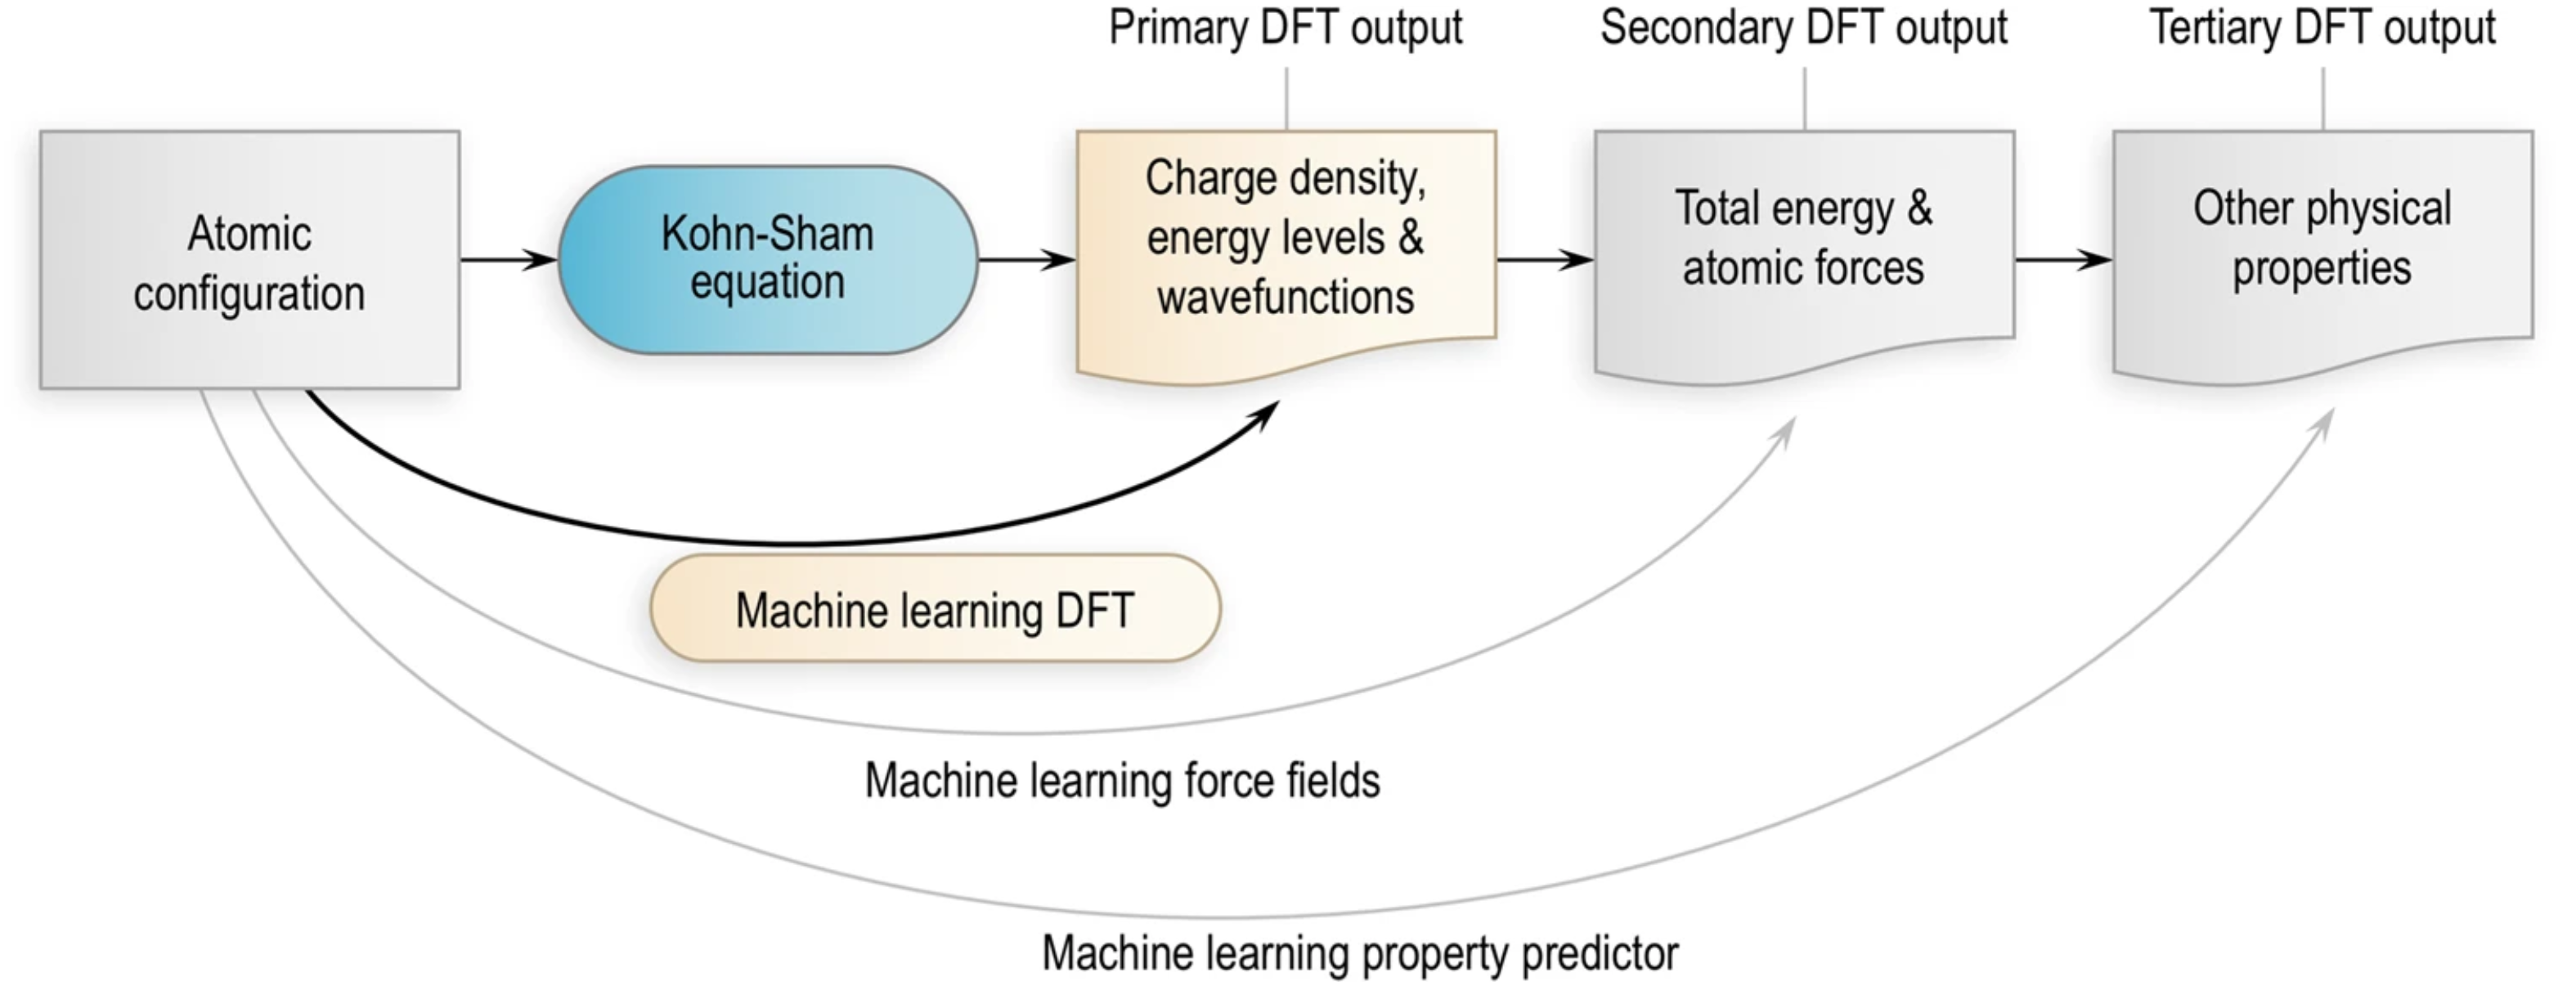 Primary DFT output
Secondary DFT output
Tertiary DFT output
Atomic
configuration
Kohn-Sham
equation
Charge density,
energy levels &
wavefunctions
Total energy &
atomic forces
Other physical
properties
Machine learning DFT
Machine learning force fields
Machine learning property predictor